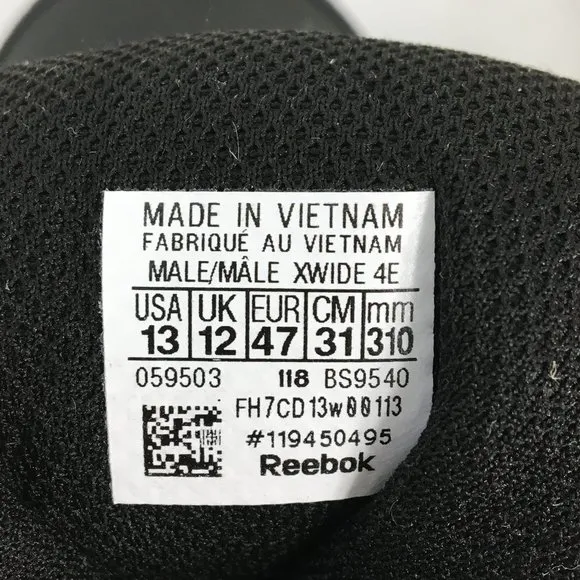 MADE IN VIETNAM
FABRIQUÉ AU VIETNAM
MALE/MÂLE XWIDE 4E
USA UK EUR CM mm
13 12 47 31 310
059503 118 BS9540
FH7CD13w00113
#119450495
Reebok